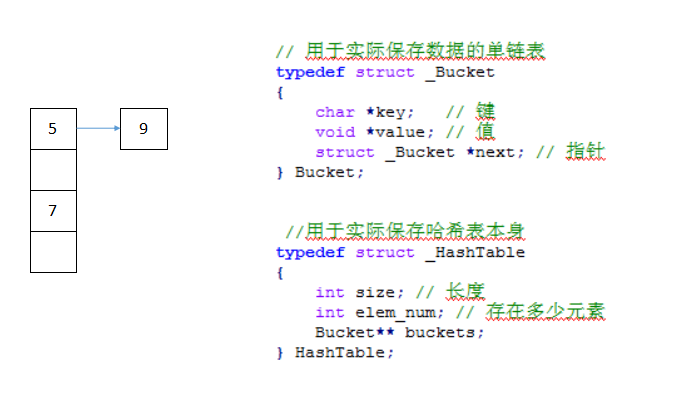 5
9
7
// 用于实际保存数据的单链表
typedef struct _Bucket
{
char *key; // 键
void *value; // 值
struct _Bucket *next; // 指针
} Bucket;
//用于实际保存哈希表本身
typedef struct _HashTable
{
int size; // 长度
int elem_num; // 存在多少元素
Bucket** buckets;
} HashTable;